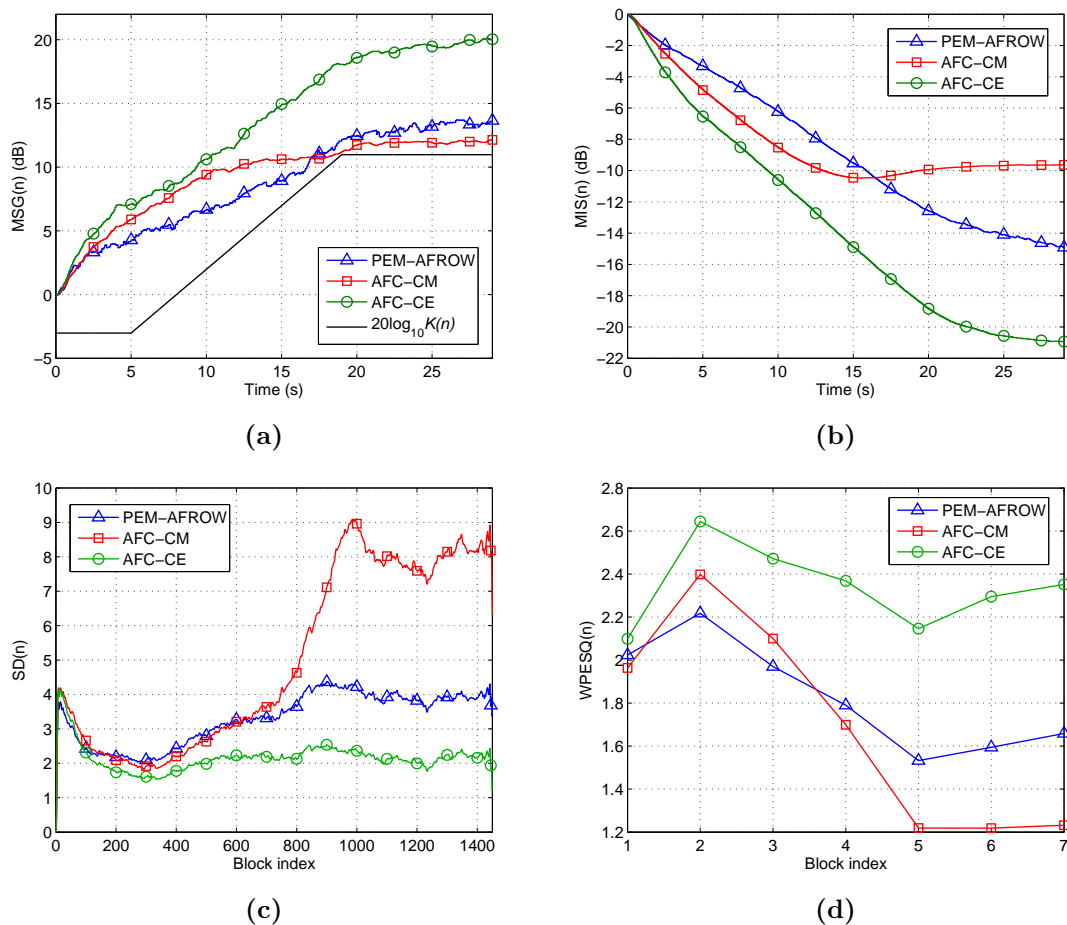 20
15
10
5
0
−5
MSG(n) (dB)
0 5 10 15 20 25
Time (s)
PEM−AFROW
AFC−CM
AFC−CE
20log₁₀K(n)
(a)
0
−2
−4
−6
−8
−10
−12
−14
−16
−18
−20
−22
MIS(n) (dB)
0 5 10 15 20 25
Time (s)
PEM−AFROW
AFC−CM
AFC−CE
(b)
10
9
8
7
6
5
4
3
2
1
0
SD(n)
0 200 400 600 800 1000 1200 1400
Block index
PEM−AFROW
AFC−CM
AFC−CE
(c)
2.8
2.6
2.4
2.2
2
1.8
1.6
1.4
1.2
WPESQ(n)
1 2 3 4 5 6 7
Block index
PEM−AFROW
AFC−CM
AFC−CE
(d)